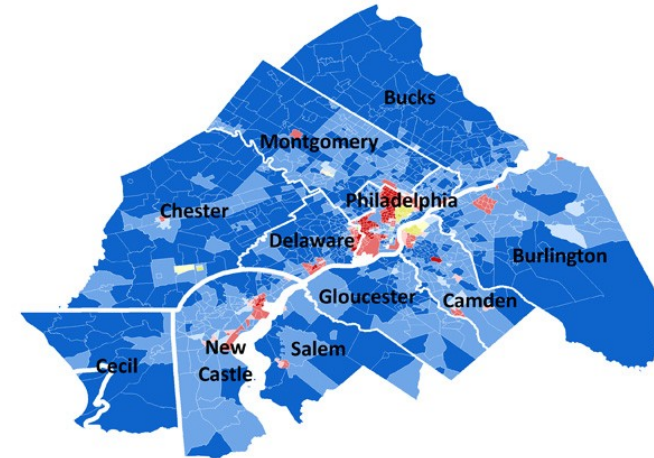 Bucks
Montgomery
Philadelphia
Chester
Delaware
Burlington
Gloucester
Camden
New
Castle
Salem
Cecil